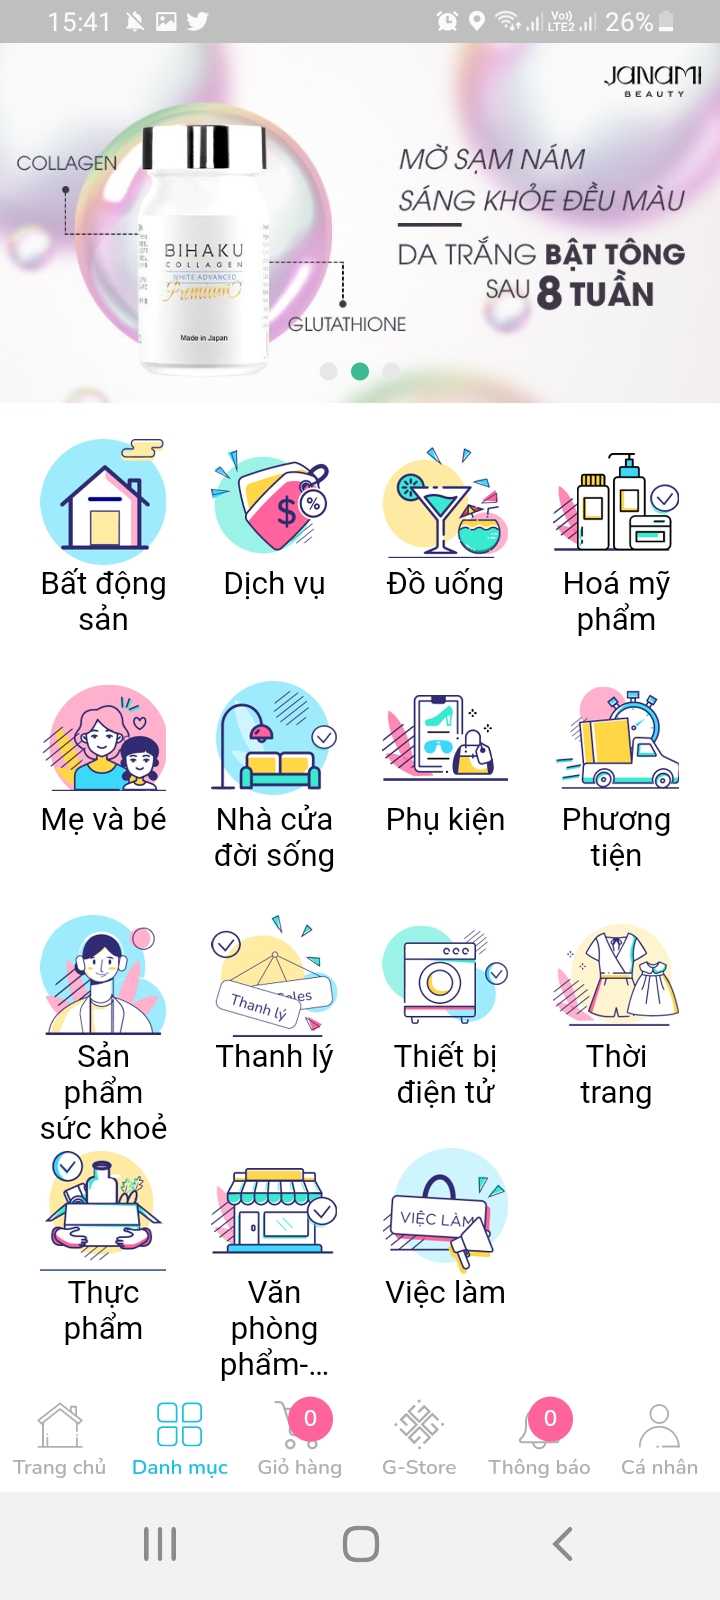 15:41
Vo)) LTE2
26%
JANAMI
BEAUTY
COLLAGEN
MỜ SẠM NÁM
SÁNG KHỎE ĐỀU MÀU
DA TRẮNG BẬT TÔNG
SAU 8 TUẦN
BIHAKU
COLLAGEN
WHITE ADVANCED
Premium
Made in Japan
GLUTATHIONE
$
%
Bất động
sản
Dịch vụ
Đồ uống
Hoá mỹ
phẩm
Mẹ và bé
Nhà cửa
đời sống
Phụ kiện
Phương
tiện
Thanh lý
Sản
phẩm
sức khoẻ
Thanh lý
Thiết bị
điện tử
Thời
trang
VIỆC LÀM
Thực
phẩm
Văn
phòng
phẩm-...
Việc làm
0
0
Trang chủ
Danh mục
Giỏ hàng
G-Store
Thông báo
Cá nhân